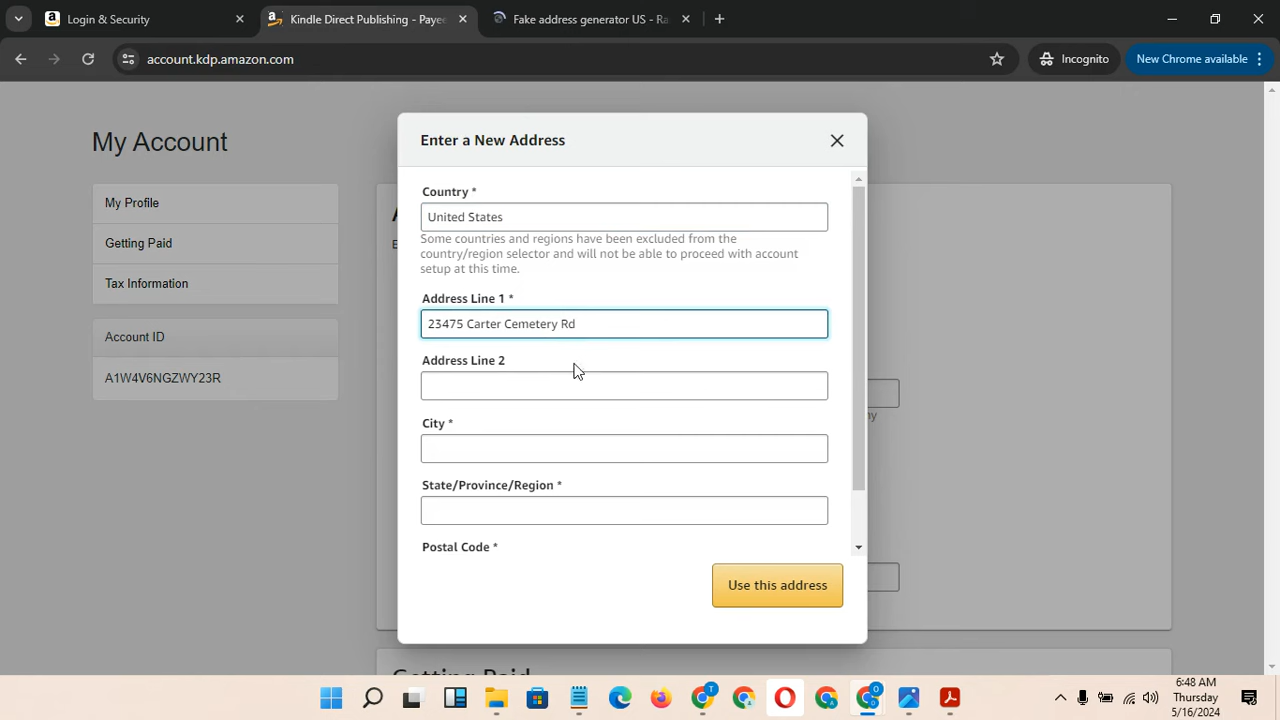 Login & Security
Kindle Direct Publishing - Payee
Fake address generator US - Ra
account.kdp.amazon.com
Incognito
New Chrome available
My Account
My Profile
Getting Paid
Tax Information
Account ID
A1W4V6NGZWY23R
Enter a New Address
Country *
United States
Some countries and regions have been excluded from the
country/region selector and will not be able to proceed with account
setup at this time.
Address Line 1 *
23475 Carter Cemetery Rd
Address Line 2
City *
State/Province/Region *
Postal Code *
Use this address
Getting Paid
6:48 AM
Thursday
5/16/2024